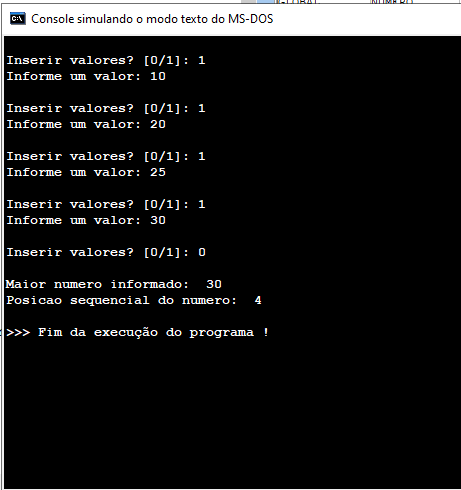 Console simulando o modo texto do MS-DOS
Inserir valores? [0/1]: 1
Informe um valor: 10
Inserir valores? [0/1]: 1
Informe um valor: 20
Inserir valores? [0/1]: 1
Informe um valor: 25
Inserir valores? [0/1]: 1
Informe um valor: 30
Inserir valores? [0/1]: 0
Maior numero informado:  30
Posicao sequencial do numero:  4
>>> Fim da execução do programa !